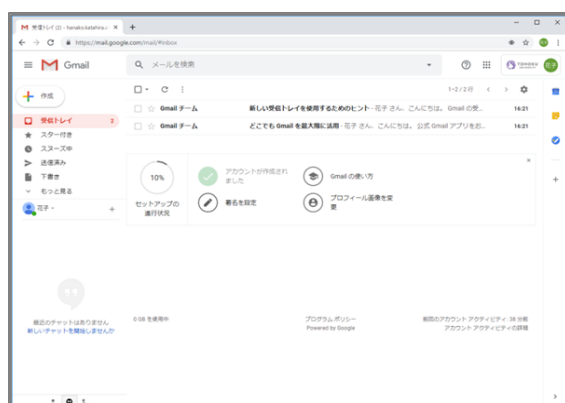 受信トレイ (2) - hanako.katahira.c
https://mail.google.com/mail/#inbox
Gmail
メールを検索
花子
作成
1-2/2行
受信トレイ 2
Gmail チーム 新しい受信トレイを使用するためのヒント - 花子 さん、こんにちは。 Gmail の受... 16:21
スター付き
Gmail チーム どこでも Gmail を最大限に活用 - 花子 さん、こんにちは。 公式 Gmail アプリをお... 16:21
スヌーズ中
送信済み
下書き
もっと見る
花子
10%
セットアップの
進行状況
アカウントが作成され
ました
Gmail の使い方
署名を設定
プロフィール画像を変
更
最近のチャットはありません
新しいチャットを開始しませんか
0 GB を使用中
プログラム ポリシー
Powered by Google
前回のアカウント アクティビティ: 38 分前
アカウント アクティビティの詳細